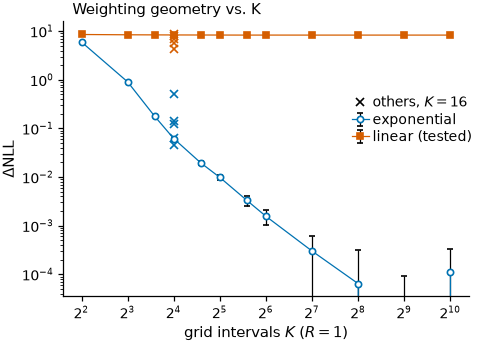 Weighting geometry vs. K
10¹
10⁰
10⁻¹
10⁻²
10⁻³
10⁻⁴
ΔNLL
others, K = 16
exponential
linear (tested)
2² 2³ 2⁴ 2⁵ 2⁶ 2⁷ 2⁸ 2⁹ 2¹⁰
grid intervals K (R = 1)